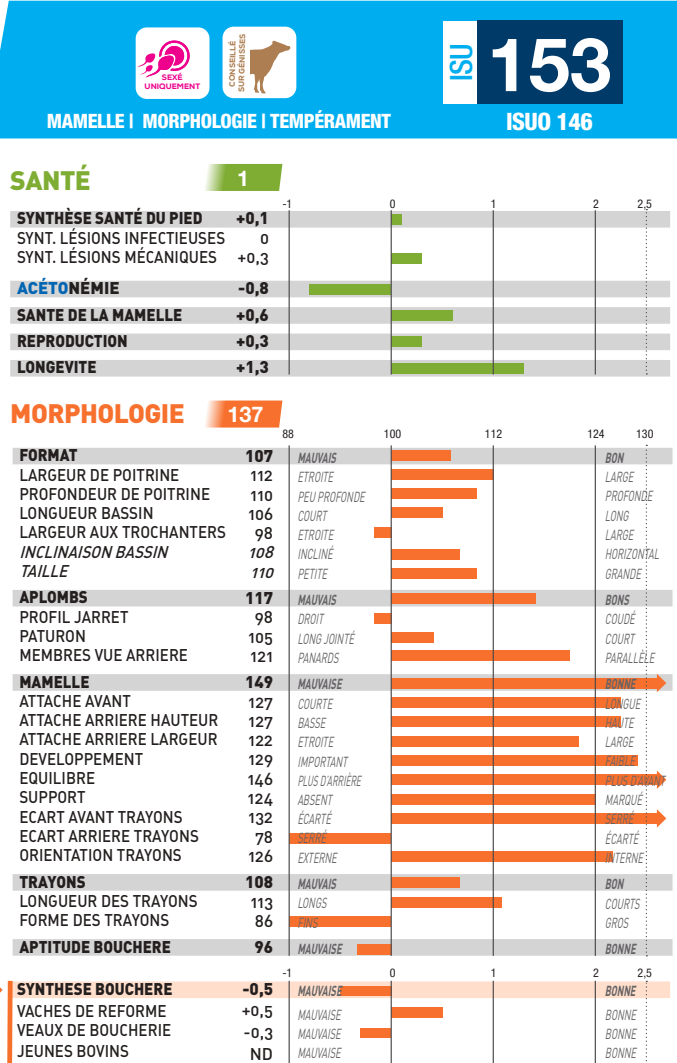 SEXÉ
UNIQUEMENT
CONSEILLÉ
SUR GÉNISSES
ISU 153
MAMELLE | MORPHOLOGIE | TEMPÉRAMENT
ISUO 146
SANTÉ 1
-1 0 1 2 2,5
SYNTHÈSE SANTÉ DU PIED +0,1
SYNT. LÉSIONS INFECTIEUSES 0
SYNT. LÉSIONS MÉCANIQUES +0,3
ACÉTONÉMIE -0,8
SANTE DE LA MAMELLE +0,6
REPRODUCTION +0,3
LONGEVITE +1,3
MORPHOLOGIE 137
88 100 112 124 130
FORMAT 107 MAUVAIS BON
LARGEUR DE POITRINE 112 ETROITE LARGE
PROFONDEUR DE POITRINE 110 PEU PROFONDE PROFONDE
LONGUEUR BASSIN 106 COURT LONG
LARGEUR AUX TROCHANTERS 98 ETROITE LARGE
INCLINAISON BASSIN 108 INCLINÉ HORIZONTAL
TAILLE 110 PETITE GRANDE
APLOMBS 117 MAUVAIS BONS
PROFIL JARRET 98 DROIT COUDÉ
PATURON 105 LONG JOINTÉ COURT
MEMBRES VUE ARRIERE 121 PANARDS PARALLÈLE
MAMELLE 149 MAUVAISE BONNE
ATTACHE AVANT 127 COURTE LONGUE
ATTACHE ARRIERE HAUTEUR 127 BASSE HAUTE
ATTACHE ARRIERE LARGEUR 122 ETROITE LARGE
DEVELOPPEMENT 129 IMPORTANT FAIBLE
EQUILIBRE 146 PLUS D'ARRIÈRE PLUS D'AVANT
SUPPORT 124 ABSENT MARQUÉ
ECART AVANT TRAYONS 132 ÉCARTÉ SERRÉ
ECART ARRIERE TRAYONS 78 SERRÉ ÉCARTÉ
ORIENTATION TRAYONS 126 EXTERNE INTERNE
TRAYONS 108 MAUVAIS BON
LONGUEUR DES TRAYONS 113 LONGS COURTS
FORME DES TRAYONS 86 FINS GROS
APTITUDE BOUCHERE 96 MAUVAISE BONNE
-1 0 1 2 2,5
SYNTHESE BOUCHERE -0,5 MAUVAISE BONNE
VACHES DE REFORME +0,5 MAUVAISE BONNE
VEAUX DE BOUCHERIE -0,3 MAUVAISE BONNE
JEUNES BOVINS ND MAUVAISE BONNE